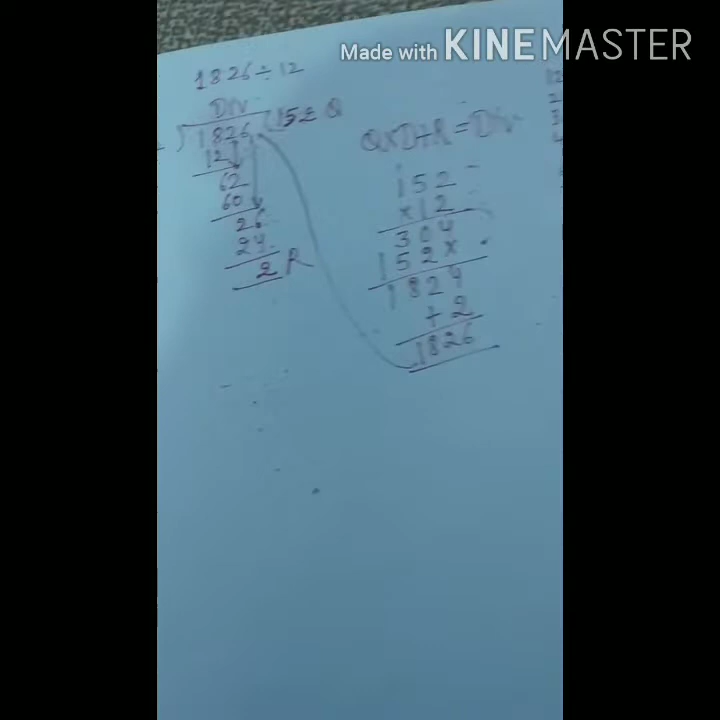 Made with KINEMASTER
1826 ÷ 12
Div
1826 152 Q
12
62
60
26
24
2 R
Q×D+R = Div
152
×12
304
152×
1824
+ 2
1826